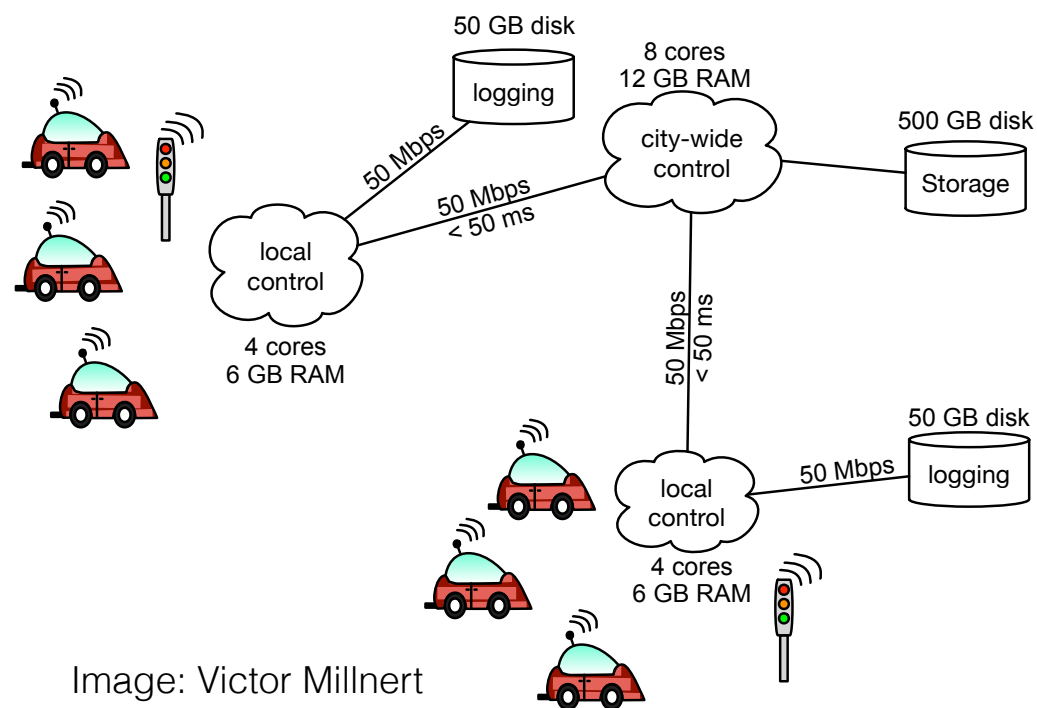 50 GB disk
logging
8 cores
12 GB RAM
city-wide
control
500 GB disk
Storage
50 Mbps
50 Mbps
< 50 ms
local
control
4 cores
6 GB RAM
50 Mbps
< 50 ms
50 GB disk
logging
50 Mbps
local
control
4 cores
6 GB RAM
Image: Victor Millnert